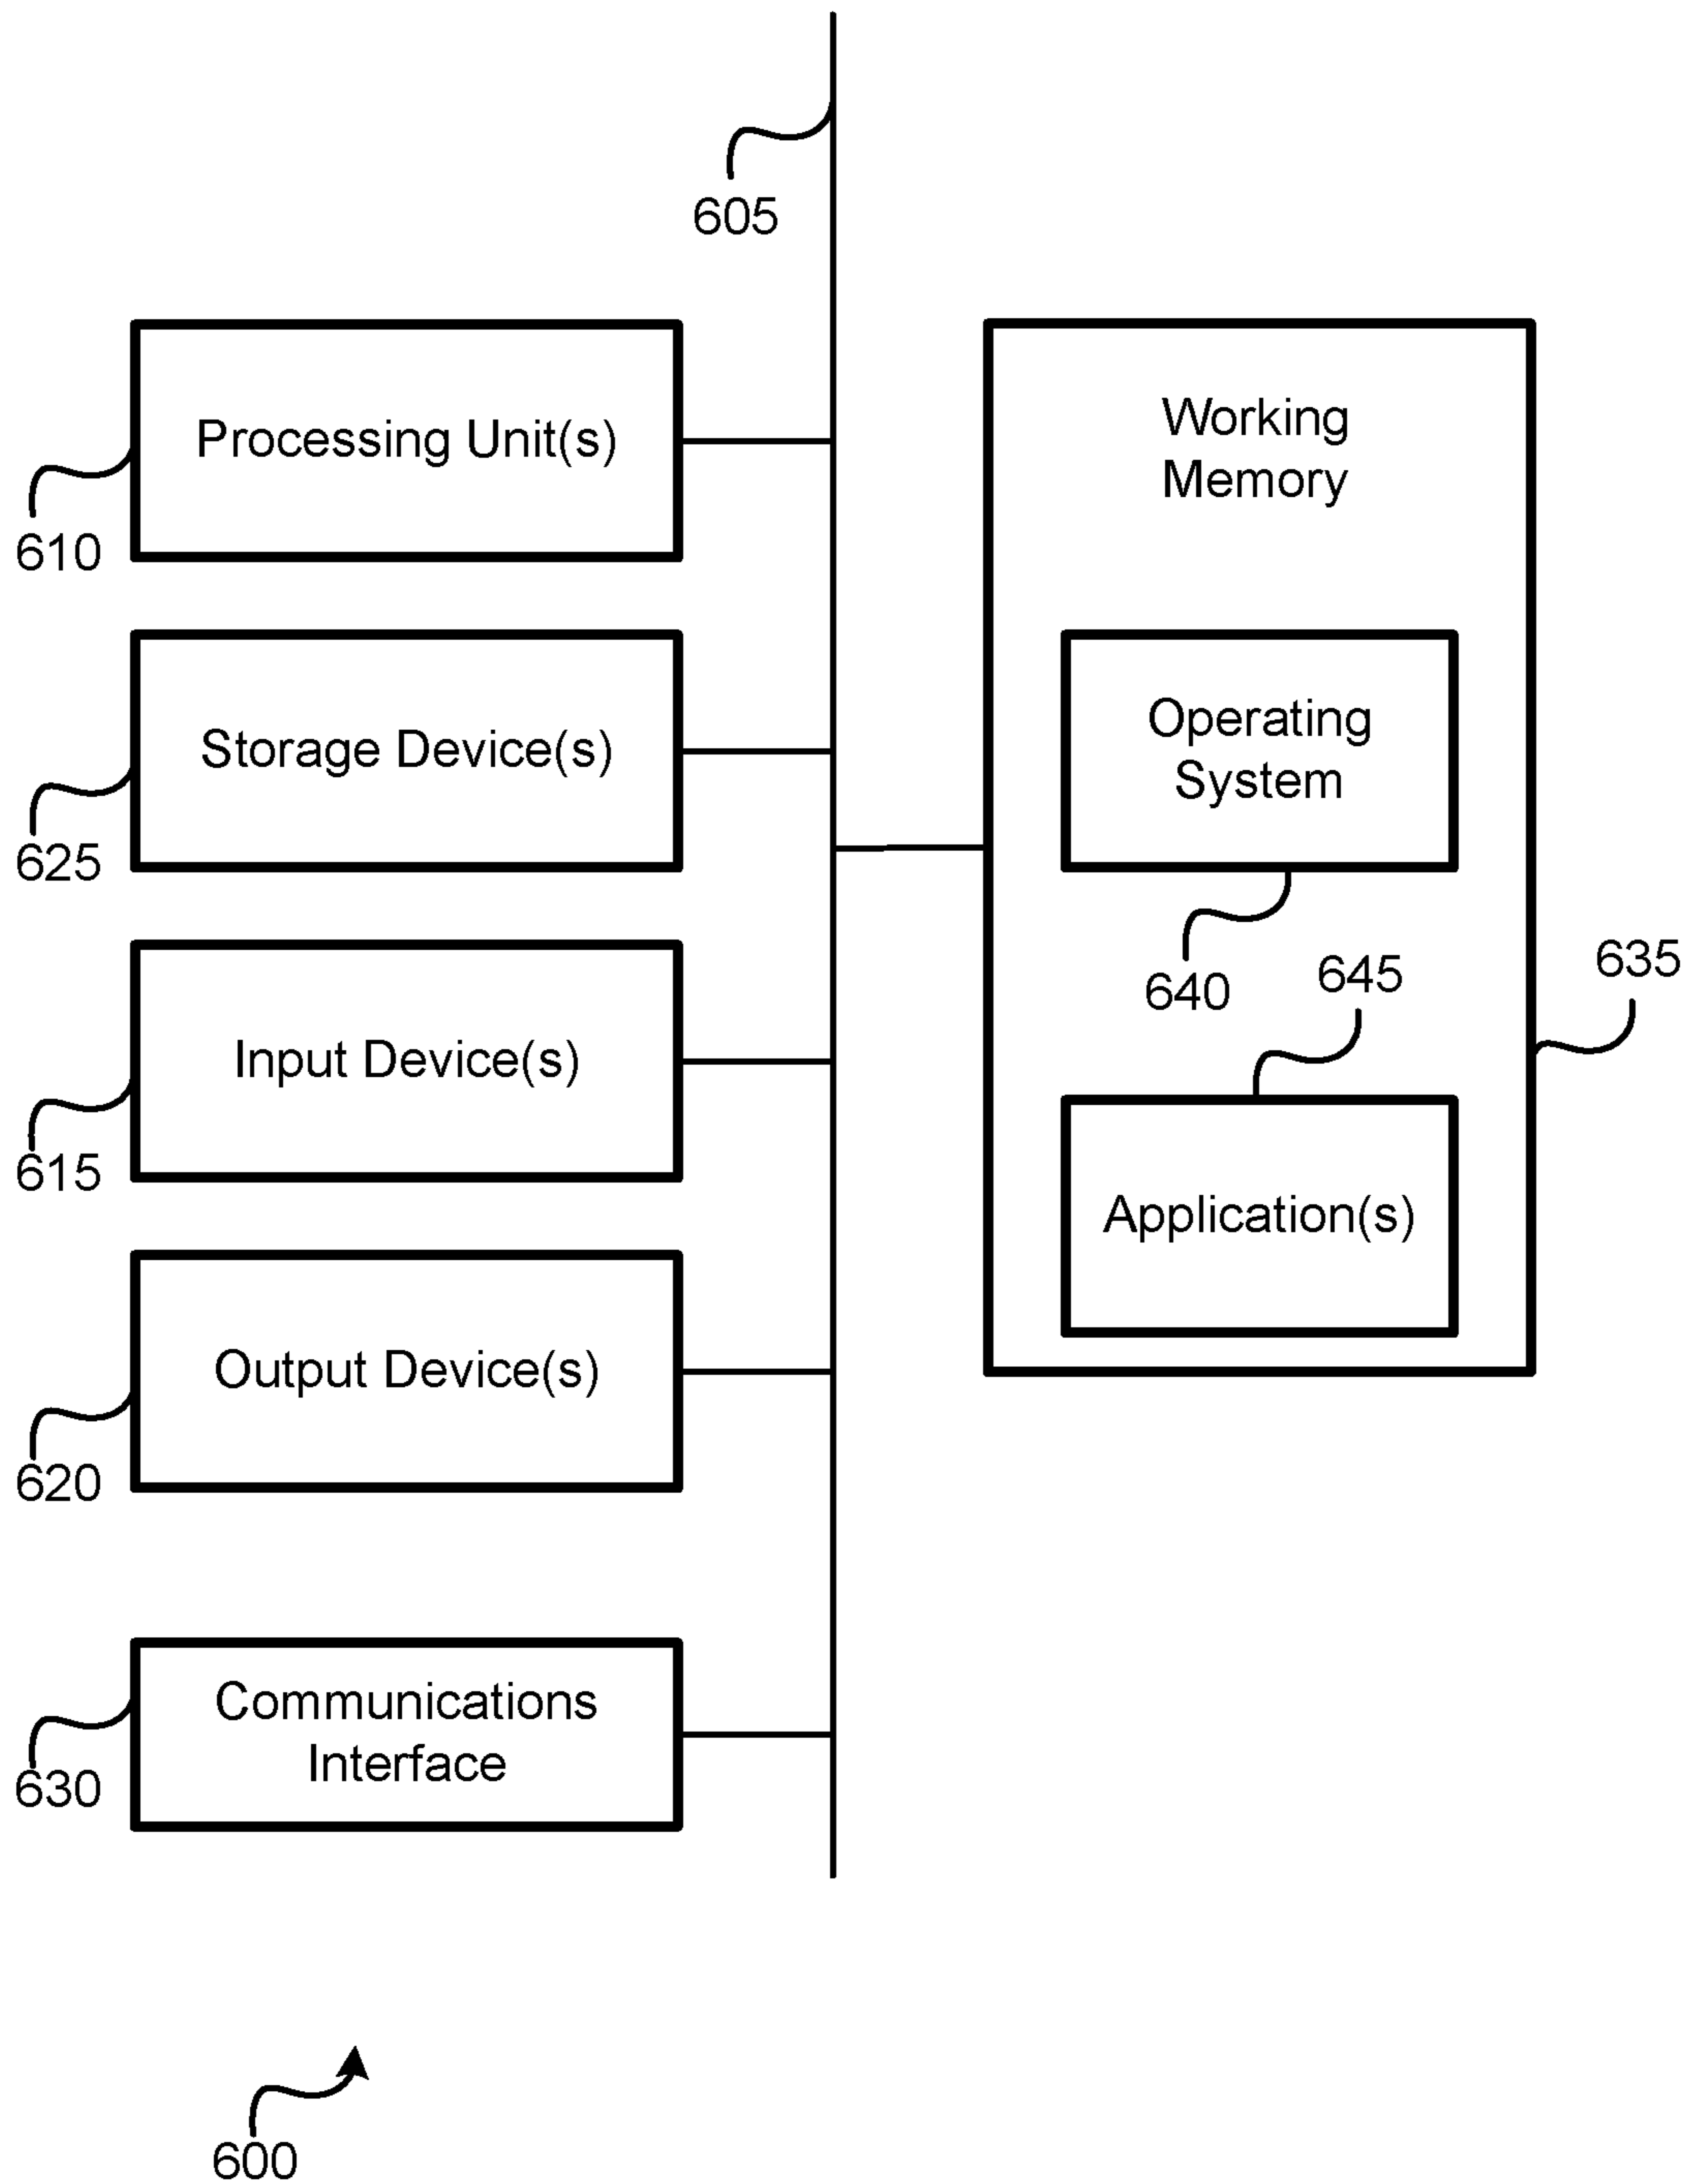 605
Processing Unit(s)
610
Storage Device(s)
625
Input Device(s)
615
Output Device(s)
620
Communications
Interface
630
Working
Memory
Operating
System
640
645
635
Application(s)
600